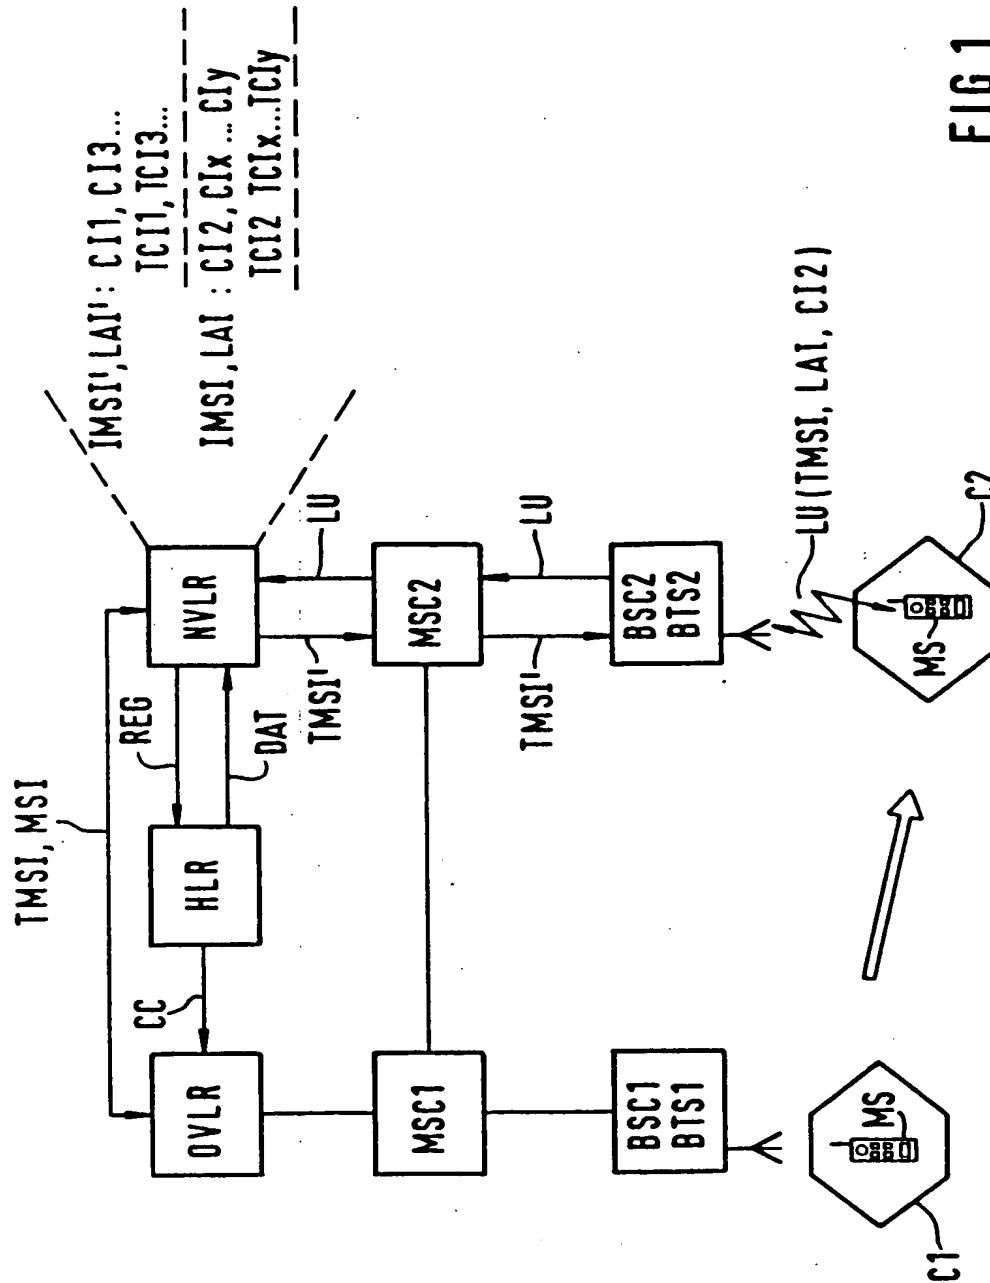 TMSI, MSI
IMSI', LAI' : CI1, CI3...
TCI1, TCI3...
IMSI, LAI : CI2, CIx ... CIy
TCI2 TCIx...TCIy
OVLR
CC
HLR
REG
DAT
NVLR
TMSI'
LU
MSC1
MSC2
TMSI'
LU
BSC1
BTS1
BSC2
BTS2
LU(TMSI, LAI, CI2)
MS
C1
MS
C2
FIG 1